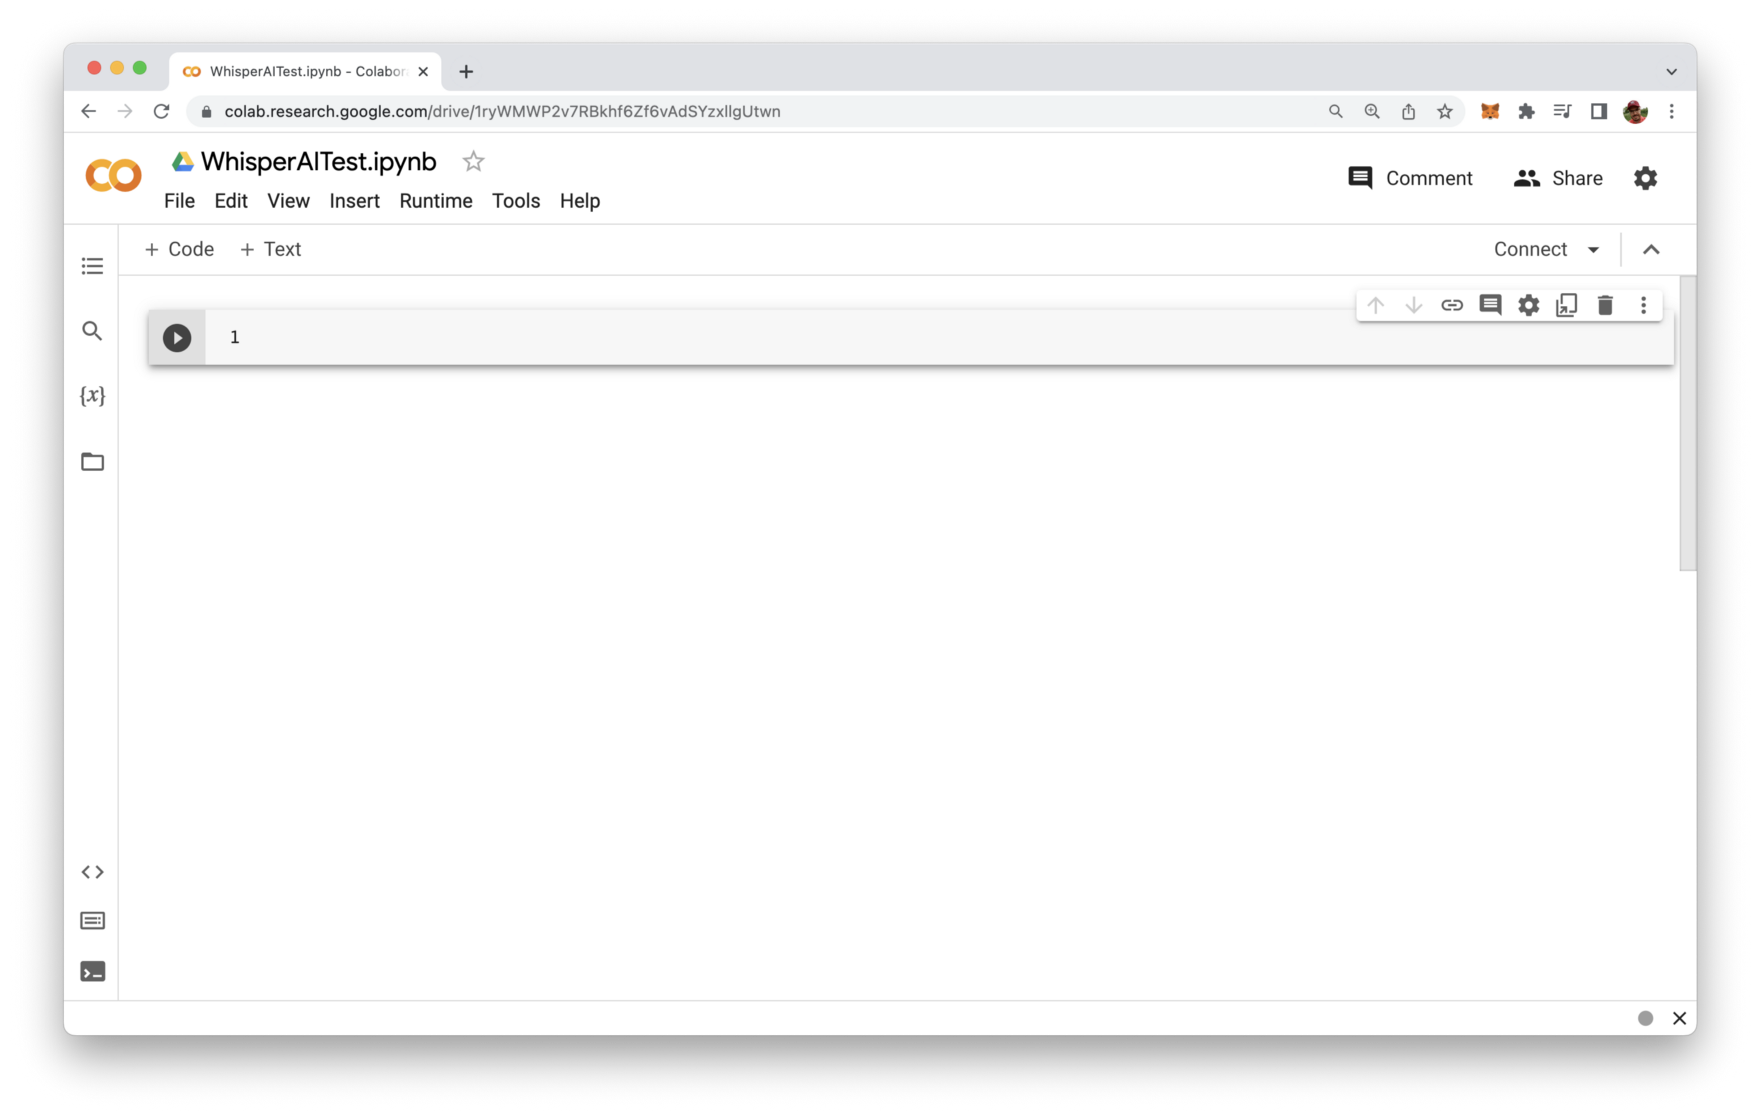 WhisperAITest.ipynb - Colabor
colab.research.google.com/drive/1ryWMWP2v7RBkhf6Zf6vAdSYzxllgUtwn
WhisperAITest.ipynb
File Edit View Insert Runtime Tools Help
Comment Share
+ Code + Text
Connect
{x}
1